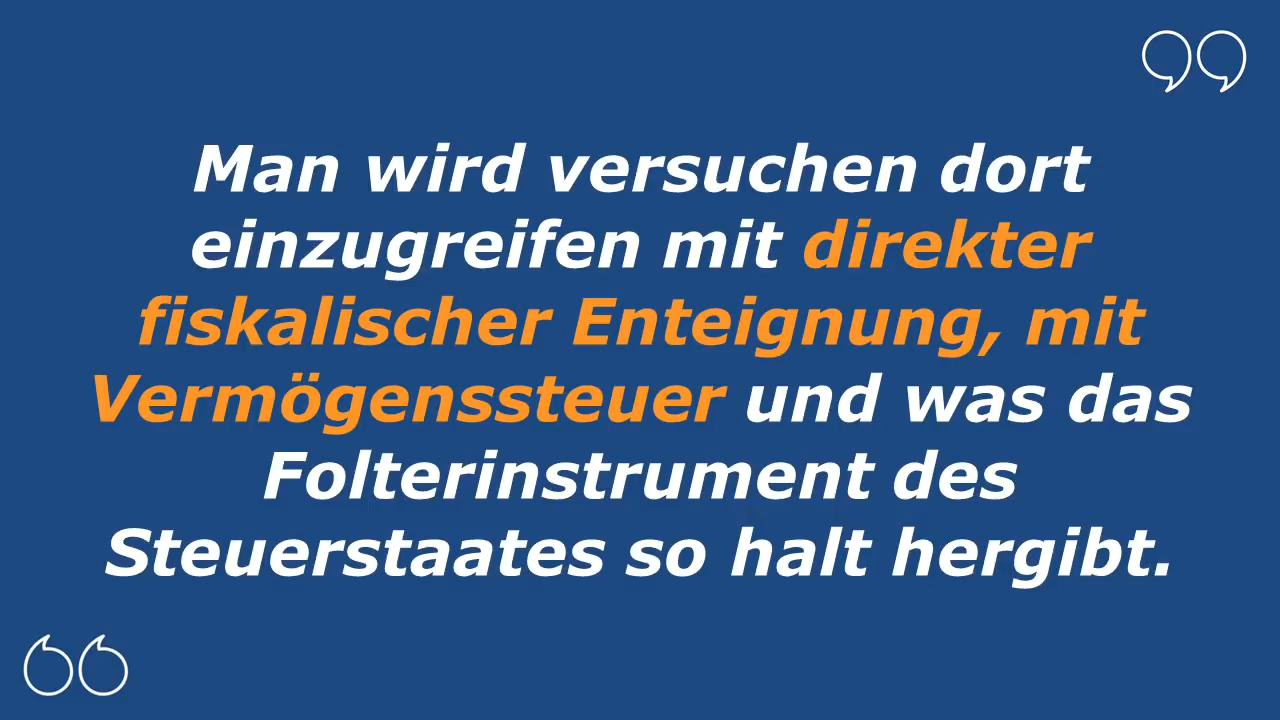 Man wird versuchen dort
einzugreifen mit direkter
fiskalischer Enteignung, mit
Vermögenssteuer und was das
Folterinstrument des
Steuerstaates so halt hergibt.